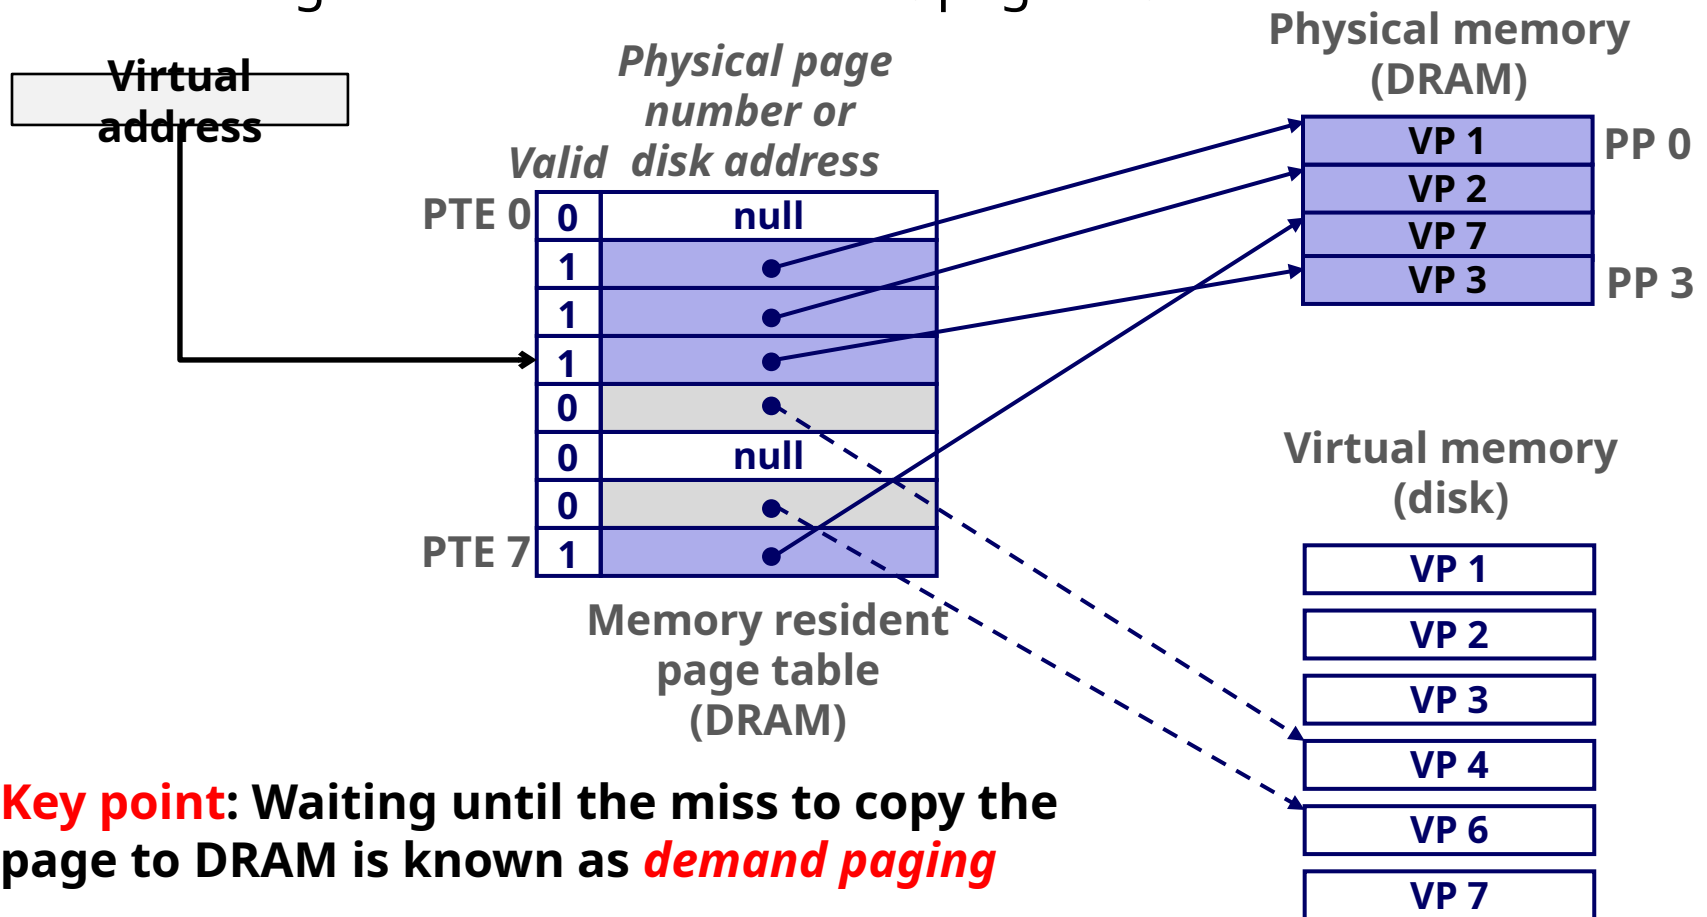 Physical memory
(DRAM)
Virtual
address
Physical page
number or
disk address
Valid
PTE 0
0 null
1
1
1
0
0 null
0
PTE 7 1
VP 1 PP 0
VP 2
VP 7
VP 3 PP 3
Memory resident
page table
(DRAM)
Virtual memory
(disk)
VP 1
VP 2
VP 3
VP 4
VP 6
VP 7
Key point: Waiting until the miss to copy the
page to DRAM is known as demand paging